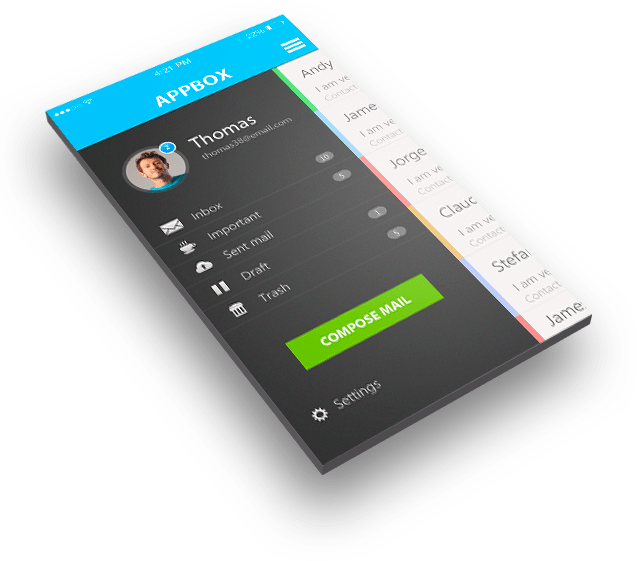 4:21 PM 22%
APPBOX
Thomas
thomas38@email.com
2
Inbox 10
Important 5
Sent mail
Draft 1
Trash 5
COMPOSE MAIL
Settings
Andy
I am ve
Contact
Jame
I am ve
Contact
Jorge
I am ve
Contact
Clauc
I am ve
Contact
Stefa
I am ve
Contact
Jame